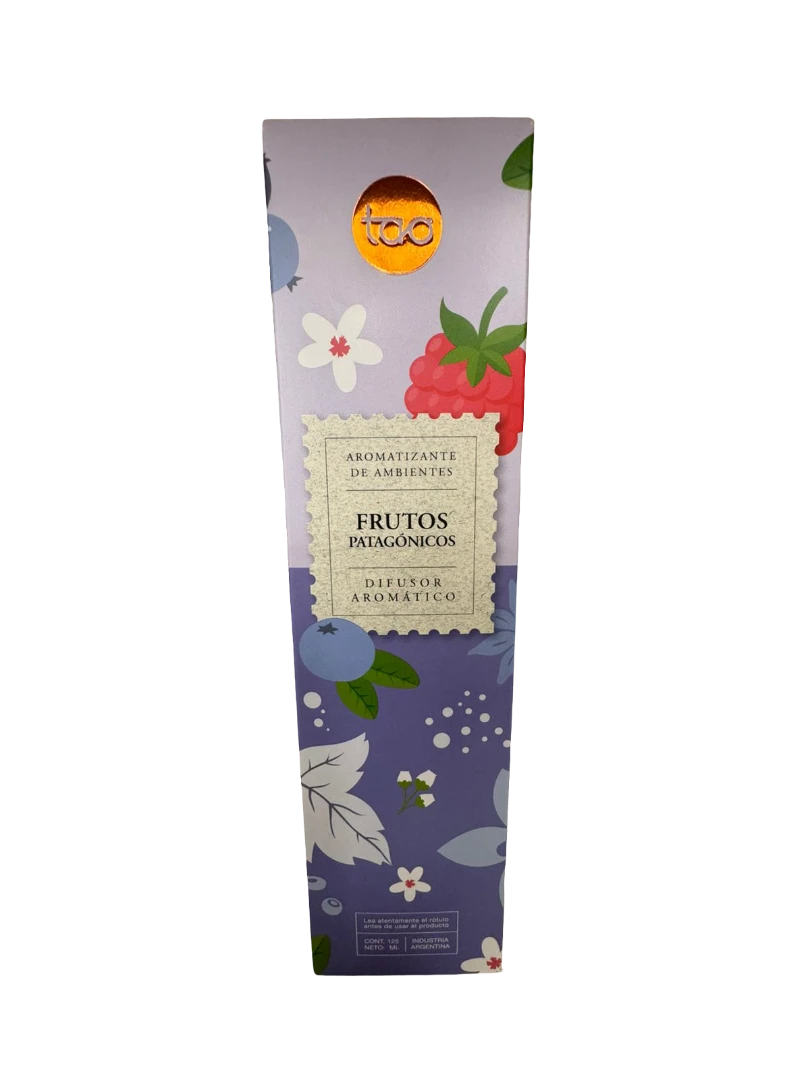 tao
AROMATIZANTE
DE AMBIENTES
FRUTOS
PATAGÓNICOS
DIFUSOR
AROMÁTICO
Lea atentamente el rótulo
antes de usar el producto
CONT. 125 INDUSTRIA
NETO: ML ARGENTINA